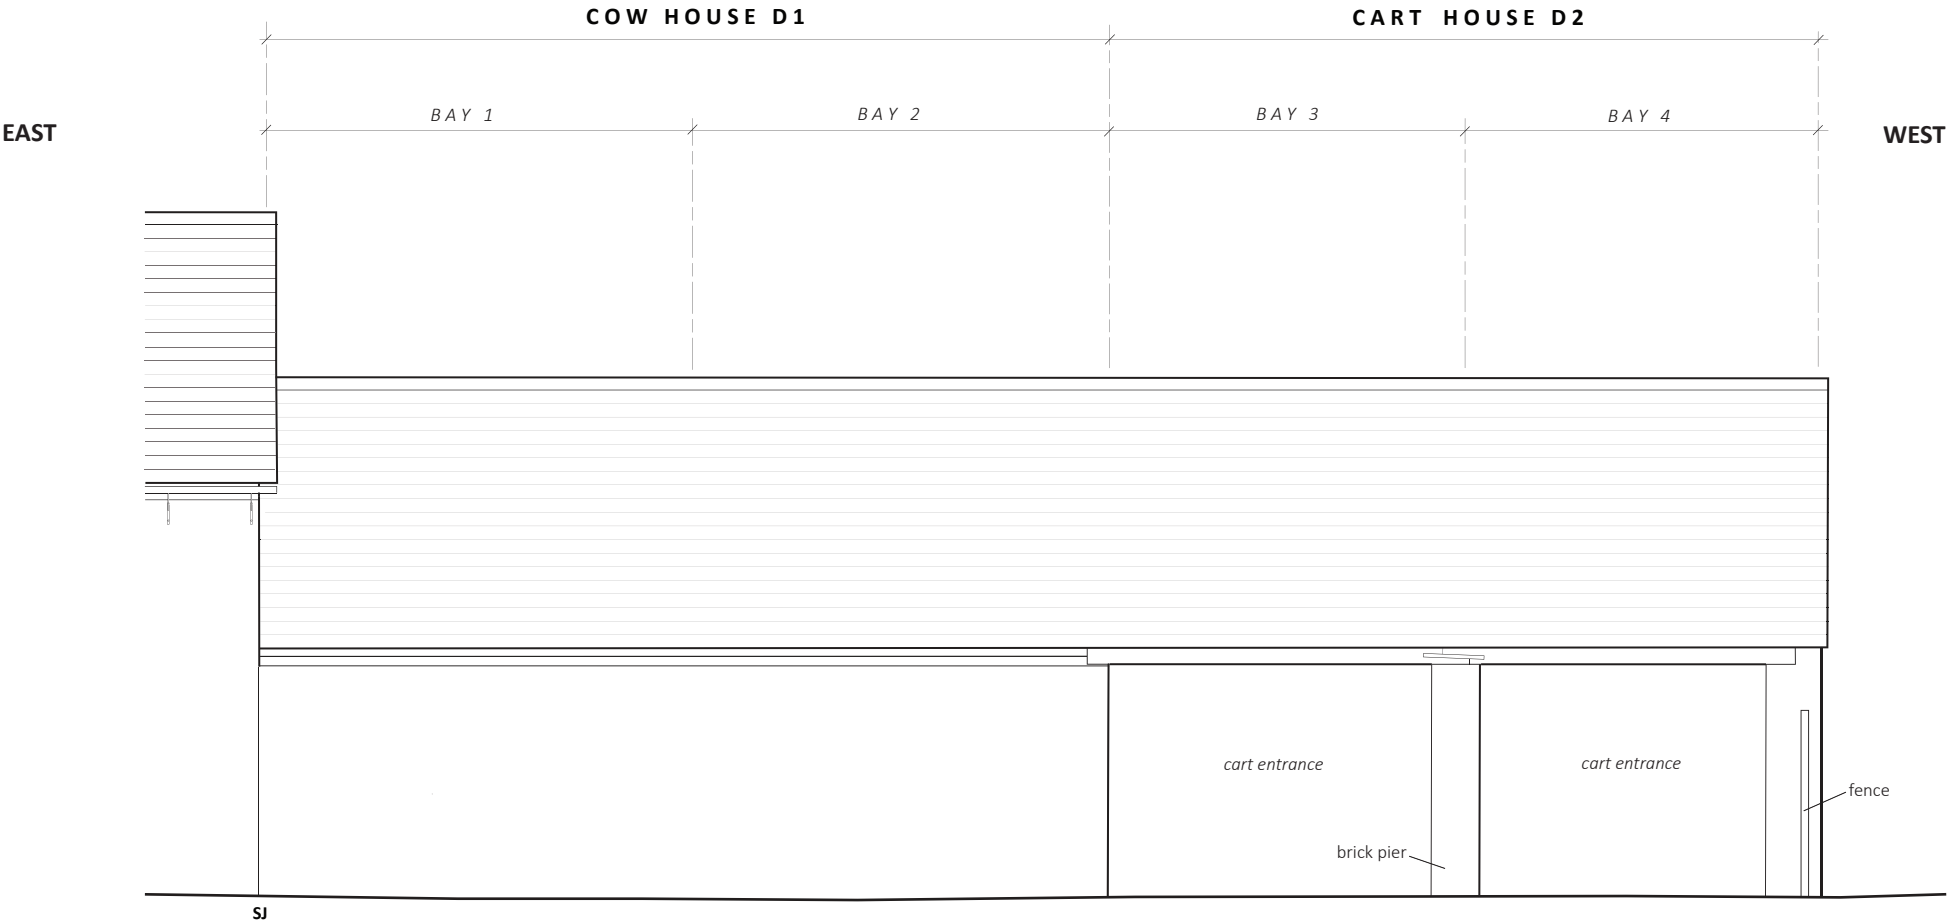 COW HOUSE D1
CART HOUSE D2
BAY 1
BAY 2
BAY 3
BAY 4
EAST
WEST
cart entrance
cart entrance
fence
brick pier
SJ